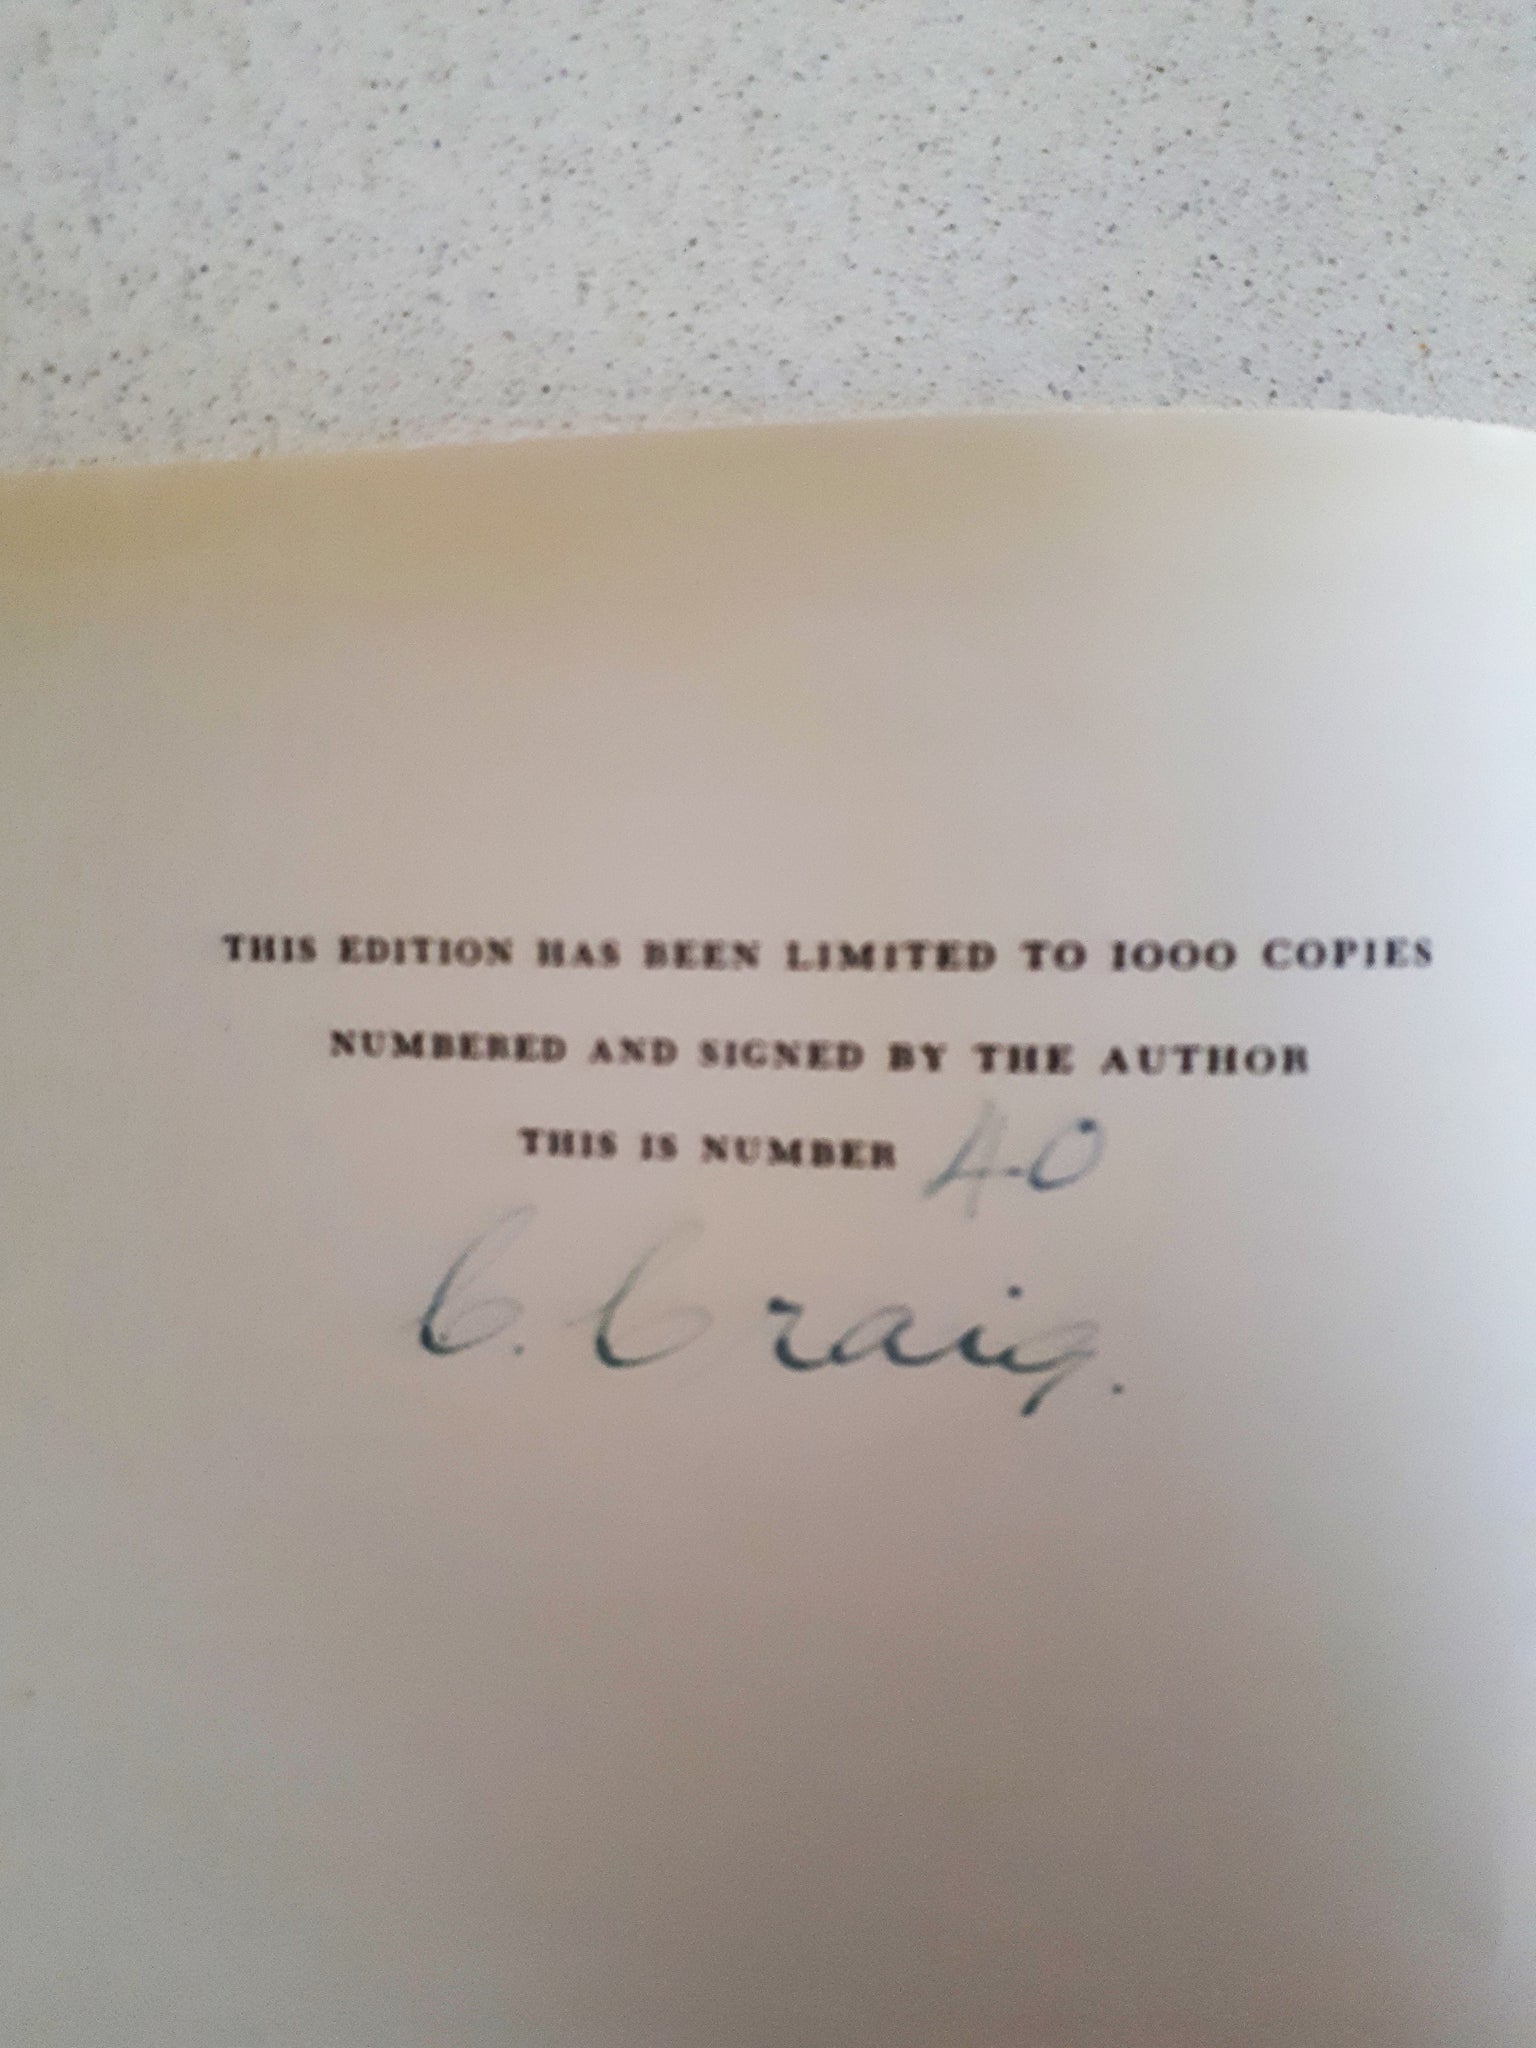 THIS EDITION HAS BEEN LIMITED TO 1000 COPIES
NUMBERED AND SIGNED BY THE AUTHOR
THIS IS NUMBER 40
C. Craig.